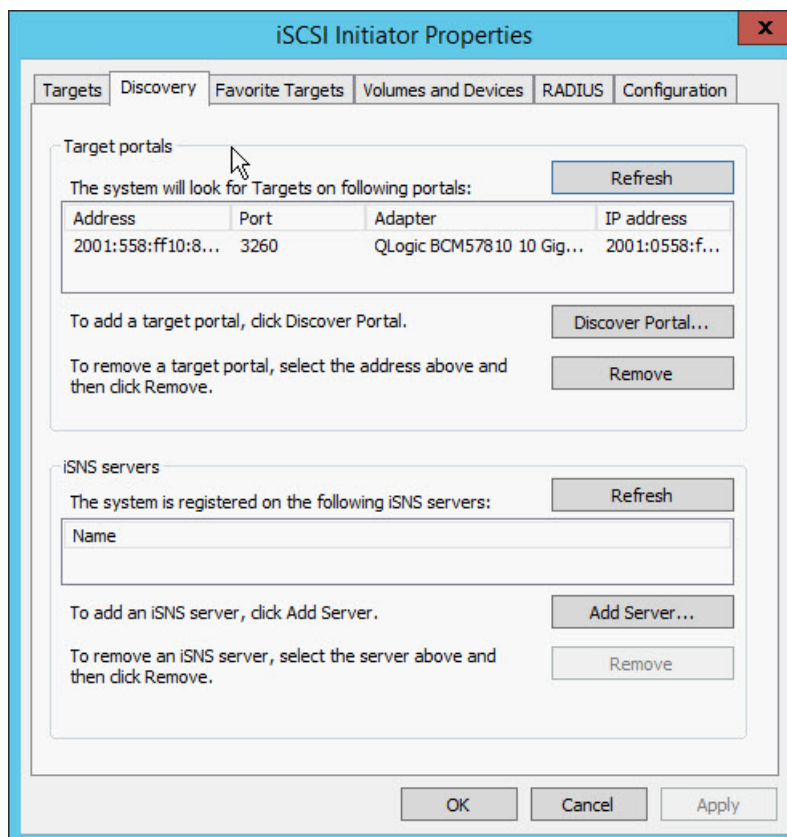 iSCSI Initiator Properties
x
Targets Discovery Favorite Targets Volumes and Devices RADIUS Configuration
Target portals
The system will look for Targets on following portals:
Refresh
Address Port Adapter IP address
2001:558:ff10:8... 3260 QLogic BCM57810 10 Gig... 2001:0558:f...
To add a target portal, click Discover Portal.
Discover Portal...
To remove a target portal, select the address above and
then click Remove.
Remove
iSNS servers
The system is registered on the following iSNS servers:
Refresh
Name
To add an iSNS server, click Add Server.
Add Server...
To remove an iSNS server, select the server above and
then click Remove.
Remove
OK Cancel Apply